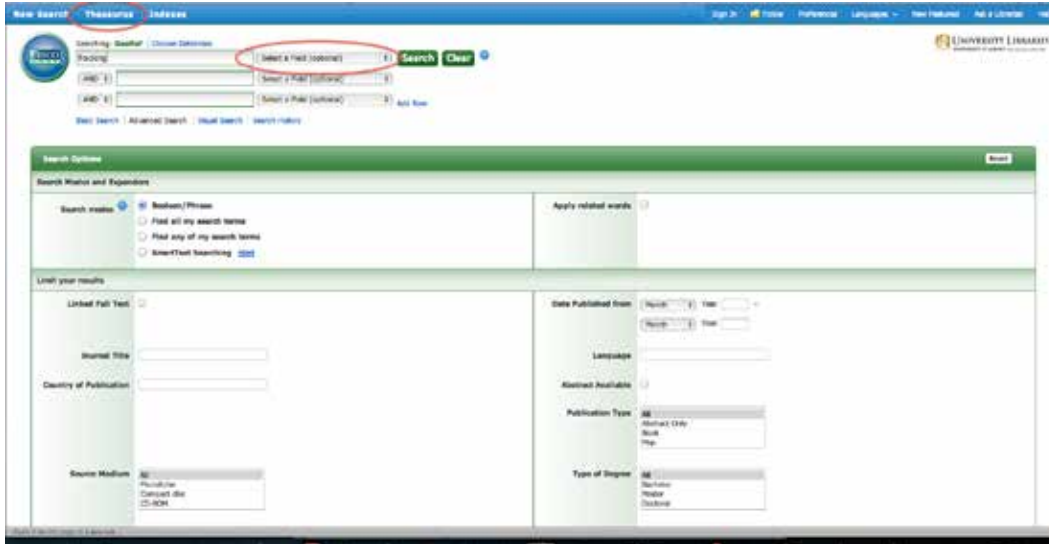 New Search Thesaurus Indexes
Sign In Folder Preferences Languages New Features! Ask a Librarian
EBSCO
Searching: GeoRef Choose Databases
fracking
Select a Field (optional)
Search Clear
AND
Select a Field (optional)
AND
Select a Field (optional)
Add Row
Basic Search Advanced Search Visual Search Search History
UNIVERSITY LIBRARIES
Search Options
Reset
Search Modes and Expanders
Search modes
Boolean/Phrase
Find all my search terms
Find any of my search terms
SmartText Searching Hint
Apply related words
Limit your results
Linked Full Text
Date Published from Month Year –
Month Year
Journal Title
Language
Country of Publication
Abstract Available
Publication Type
All
Abstract Only
Book
Map
Source Medium
All
Microfiche
Compact disc
CD-ROM
Type of Degree
All
Bachelor
Master
Doctoral